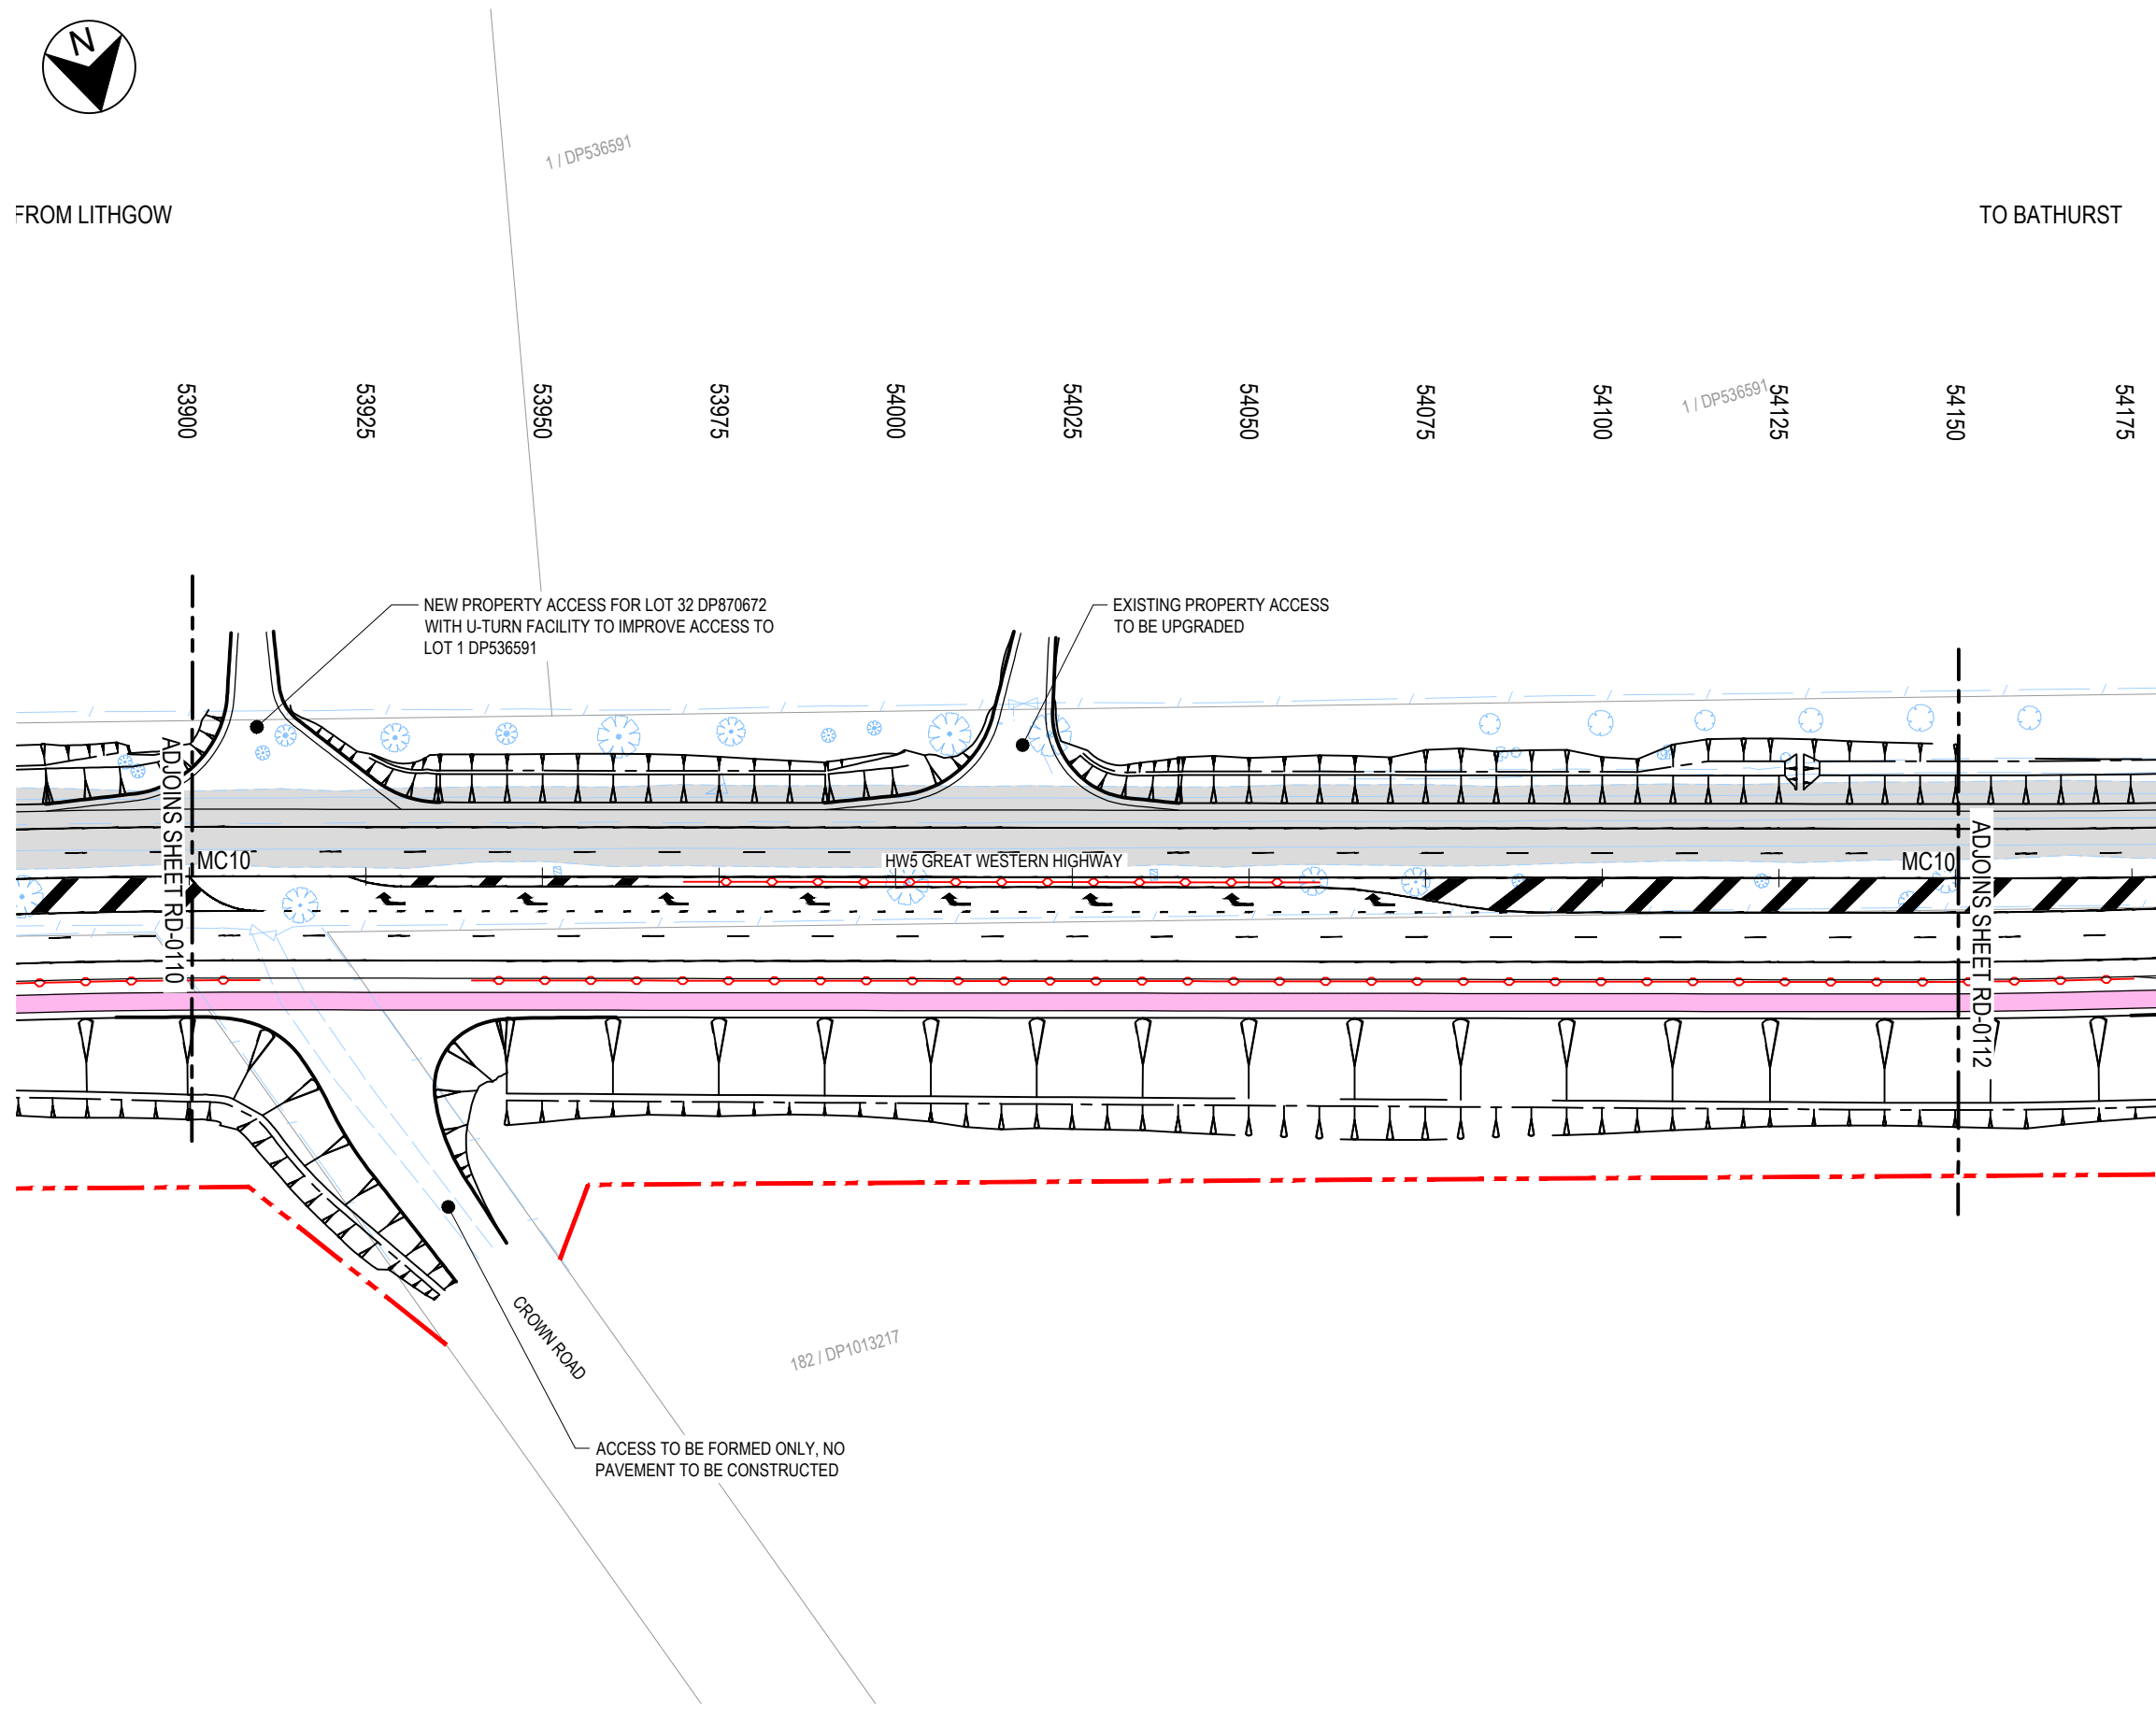 N
1 / DP536591
FROM LITHGOW
TO BATHURST
53900
53925
53950
53975
54000
54025
54050
54075
54100
54125
54150
54175
1 / DP536591
NEW PROPERTY ACCESS FOR LOT 32 DP870672
WITH U-TURN FACILITY TO IMPROVE ACCESS TO
LOT 1 DP536591
EXISTING PROPERTY ACCESS
TO BE UPGRADED
ADJOINS SHEET RD-0110
MC10
HW5 GREAT WESTERN HIGHWAY
MC10
ADJOINS SHEET RD-0112
CROWN ROAD
182 / DP1013217
ACCESS TO BE FORMED ONLY, NO
PAVEMENT TO BE CONSTRUCTED